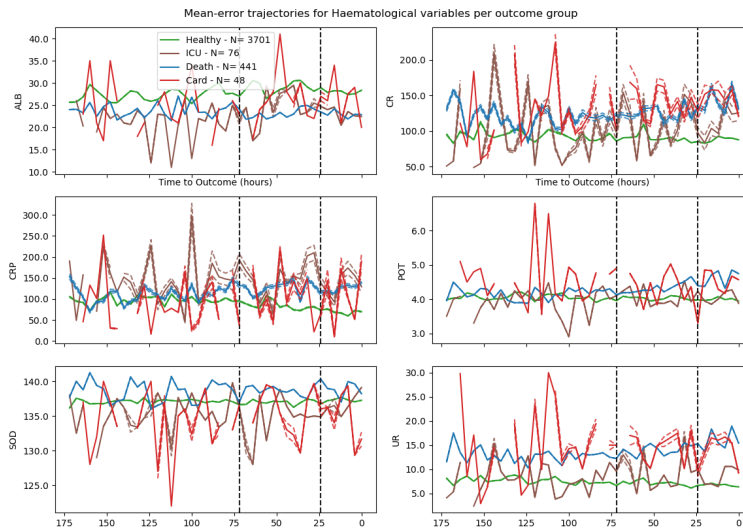 Mean-error trajectories for Haematological variables per outcome group
Healthy - N= 3701
ICU - N= 76
Death - N= 441
Card - N= 48
ALB
40.0
35.0
30.0
25.0
20.0
15.0
10.0
Time to Outcome (hours)
CR
200.0
150.0
100.0
50.0
Time to Outcome (hours)
CRP
300.0
250.0
200.0
150.0
100.0
50.0
0.0
POT
6.0
5.0
4.0
3.0
SOD
140.0
135.0
130.0
125.0
175 150 125 100 75 50 25 0
UR
30.0
25.0
20.0
15.0
10.0
5.0
175 150 125 100 75 50 25 0